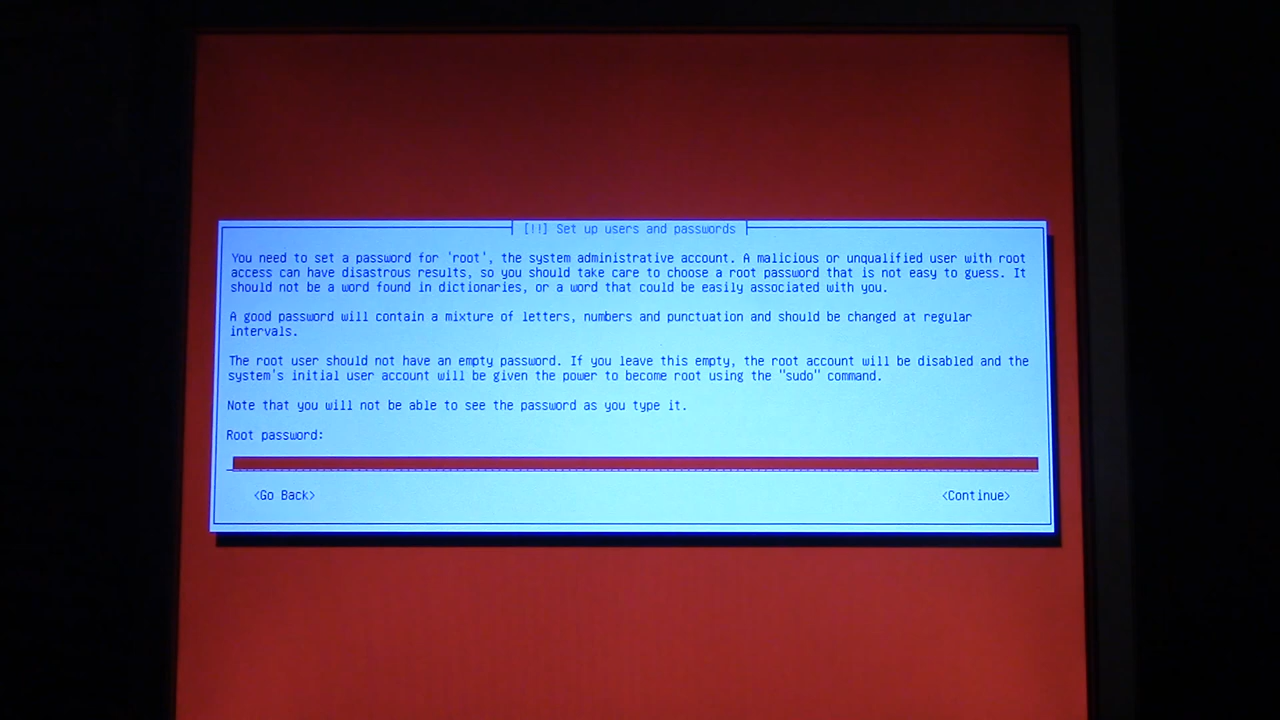 [!!] Set up users and passwords
You need to set a password for 'root', the system administrative account. A malicious or unqualified user with root
access can have disastrous results, so you should take care to choose a root password that is not easy to guess. It
should not be a word found in dictionaries, or a word that could be easily associated with you.
A good password will contain a mixture of letters, numbers and punctuation and should be changed at regular
intervals.
The root user should not have an empty password. If you leave this empty, the root account will be disabled and the
system's initial user account will be given the power to become root using the "sudo" command.
Note that you will not be able to see the password as you type it.
Root password:
<Go Back> <Continue>